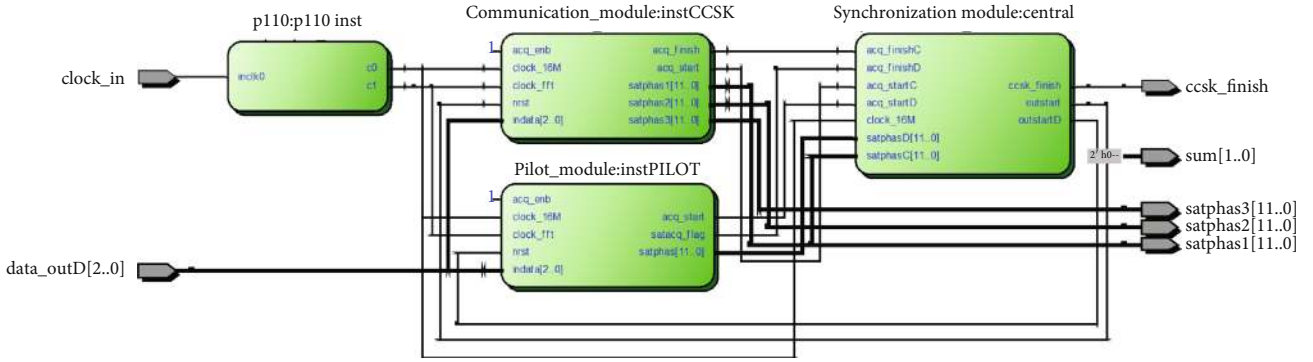 p110:p110 inst
inclk0
c0
c1
clock_in
data_outD[2..0]
Communication_module:instCCSK
1
acq_enb
clock_16M
clock_fft
nrst
indata[2..0]
acq_finish
acq_start
satphas1[11..0]
satphas2[11..0]
satphas3[11..0]
Pilot_module:instPILOT
1
acq_enb
clock_16M
clock_fft
nrst
indata[2..0]
acq_start
satacq_flag
satphas[11..0]
Synchronization module:central
acq_finishC
acq_finishD
acq_startC
acq_startD
clock_16M
satphasD[11..0]
satphasC[11..0]
ccsk_finish
outstart
outstartD
ccsk_finish
2' h0--
sum[1..0]
satphas3[11..0]
satphas2[11..0]
satphas1[11..0]